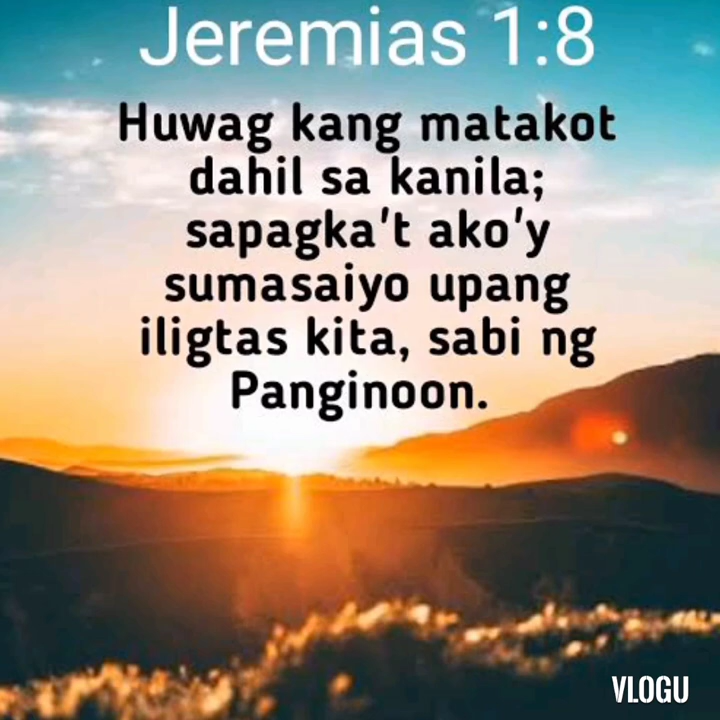 Jeremias 1:8
Huwag kang matakot
dahil sa kanila;
sapagka't ako'y
sumasaiyo upang
iligtas kita, sabi ng
Panginoon.
VLOGU